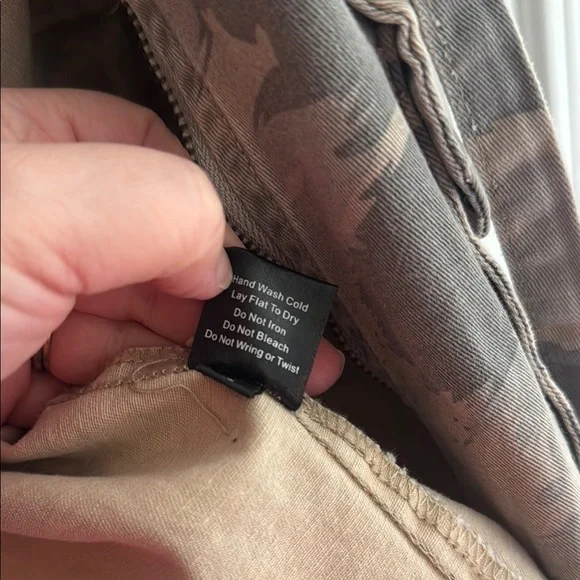 Hand Wash Cold
Lay Flat To Dry
Do Not Iron
Do Not Bleach
Do Not Wring or Twist